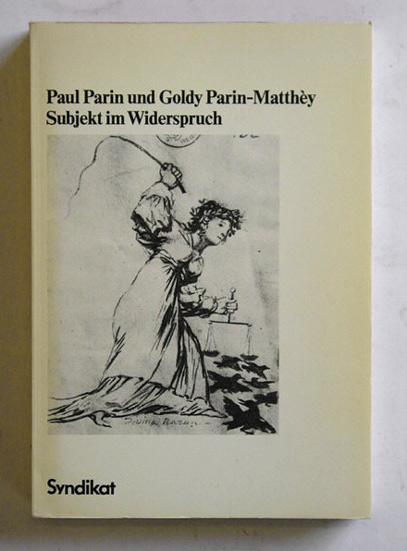 Paul Parin und Goldy Parin-Matthèy
Subjekt im Widerspruch
Syndikat